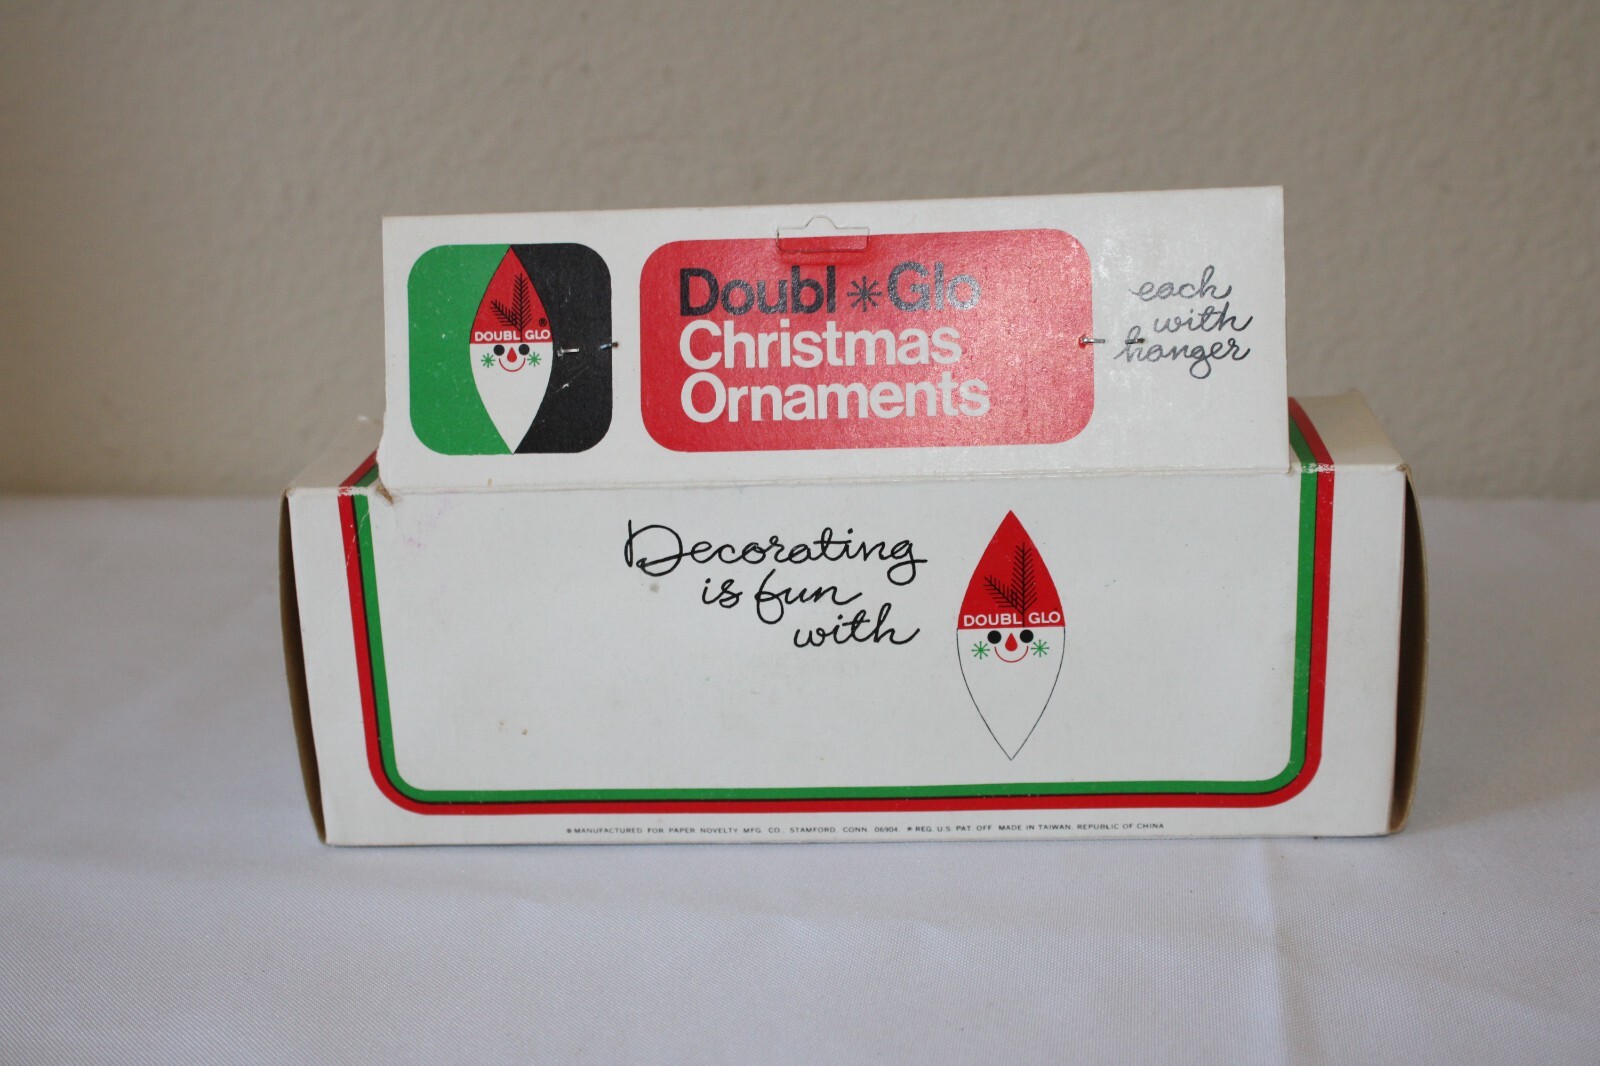 DOUBL GLO®
Doubl*Glo
Christmas
Ornaments
each
with
hanger
Decorating
is fun
with
DOUBL GLO
® MANUFACTURED FOR PAPER NOVELTY MFG. CO., STAMFORD, CONN. 06904. * REG. U.S. PAT. OFF. MADE IN TAIWAN, REPUBLIC OF CHINA